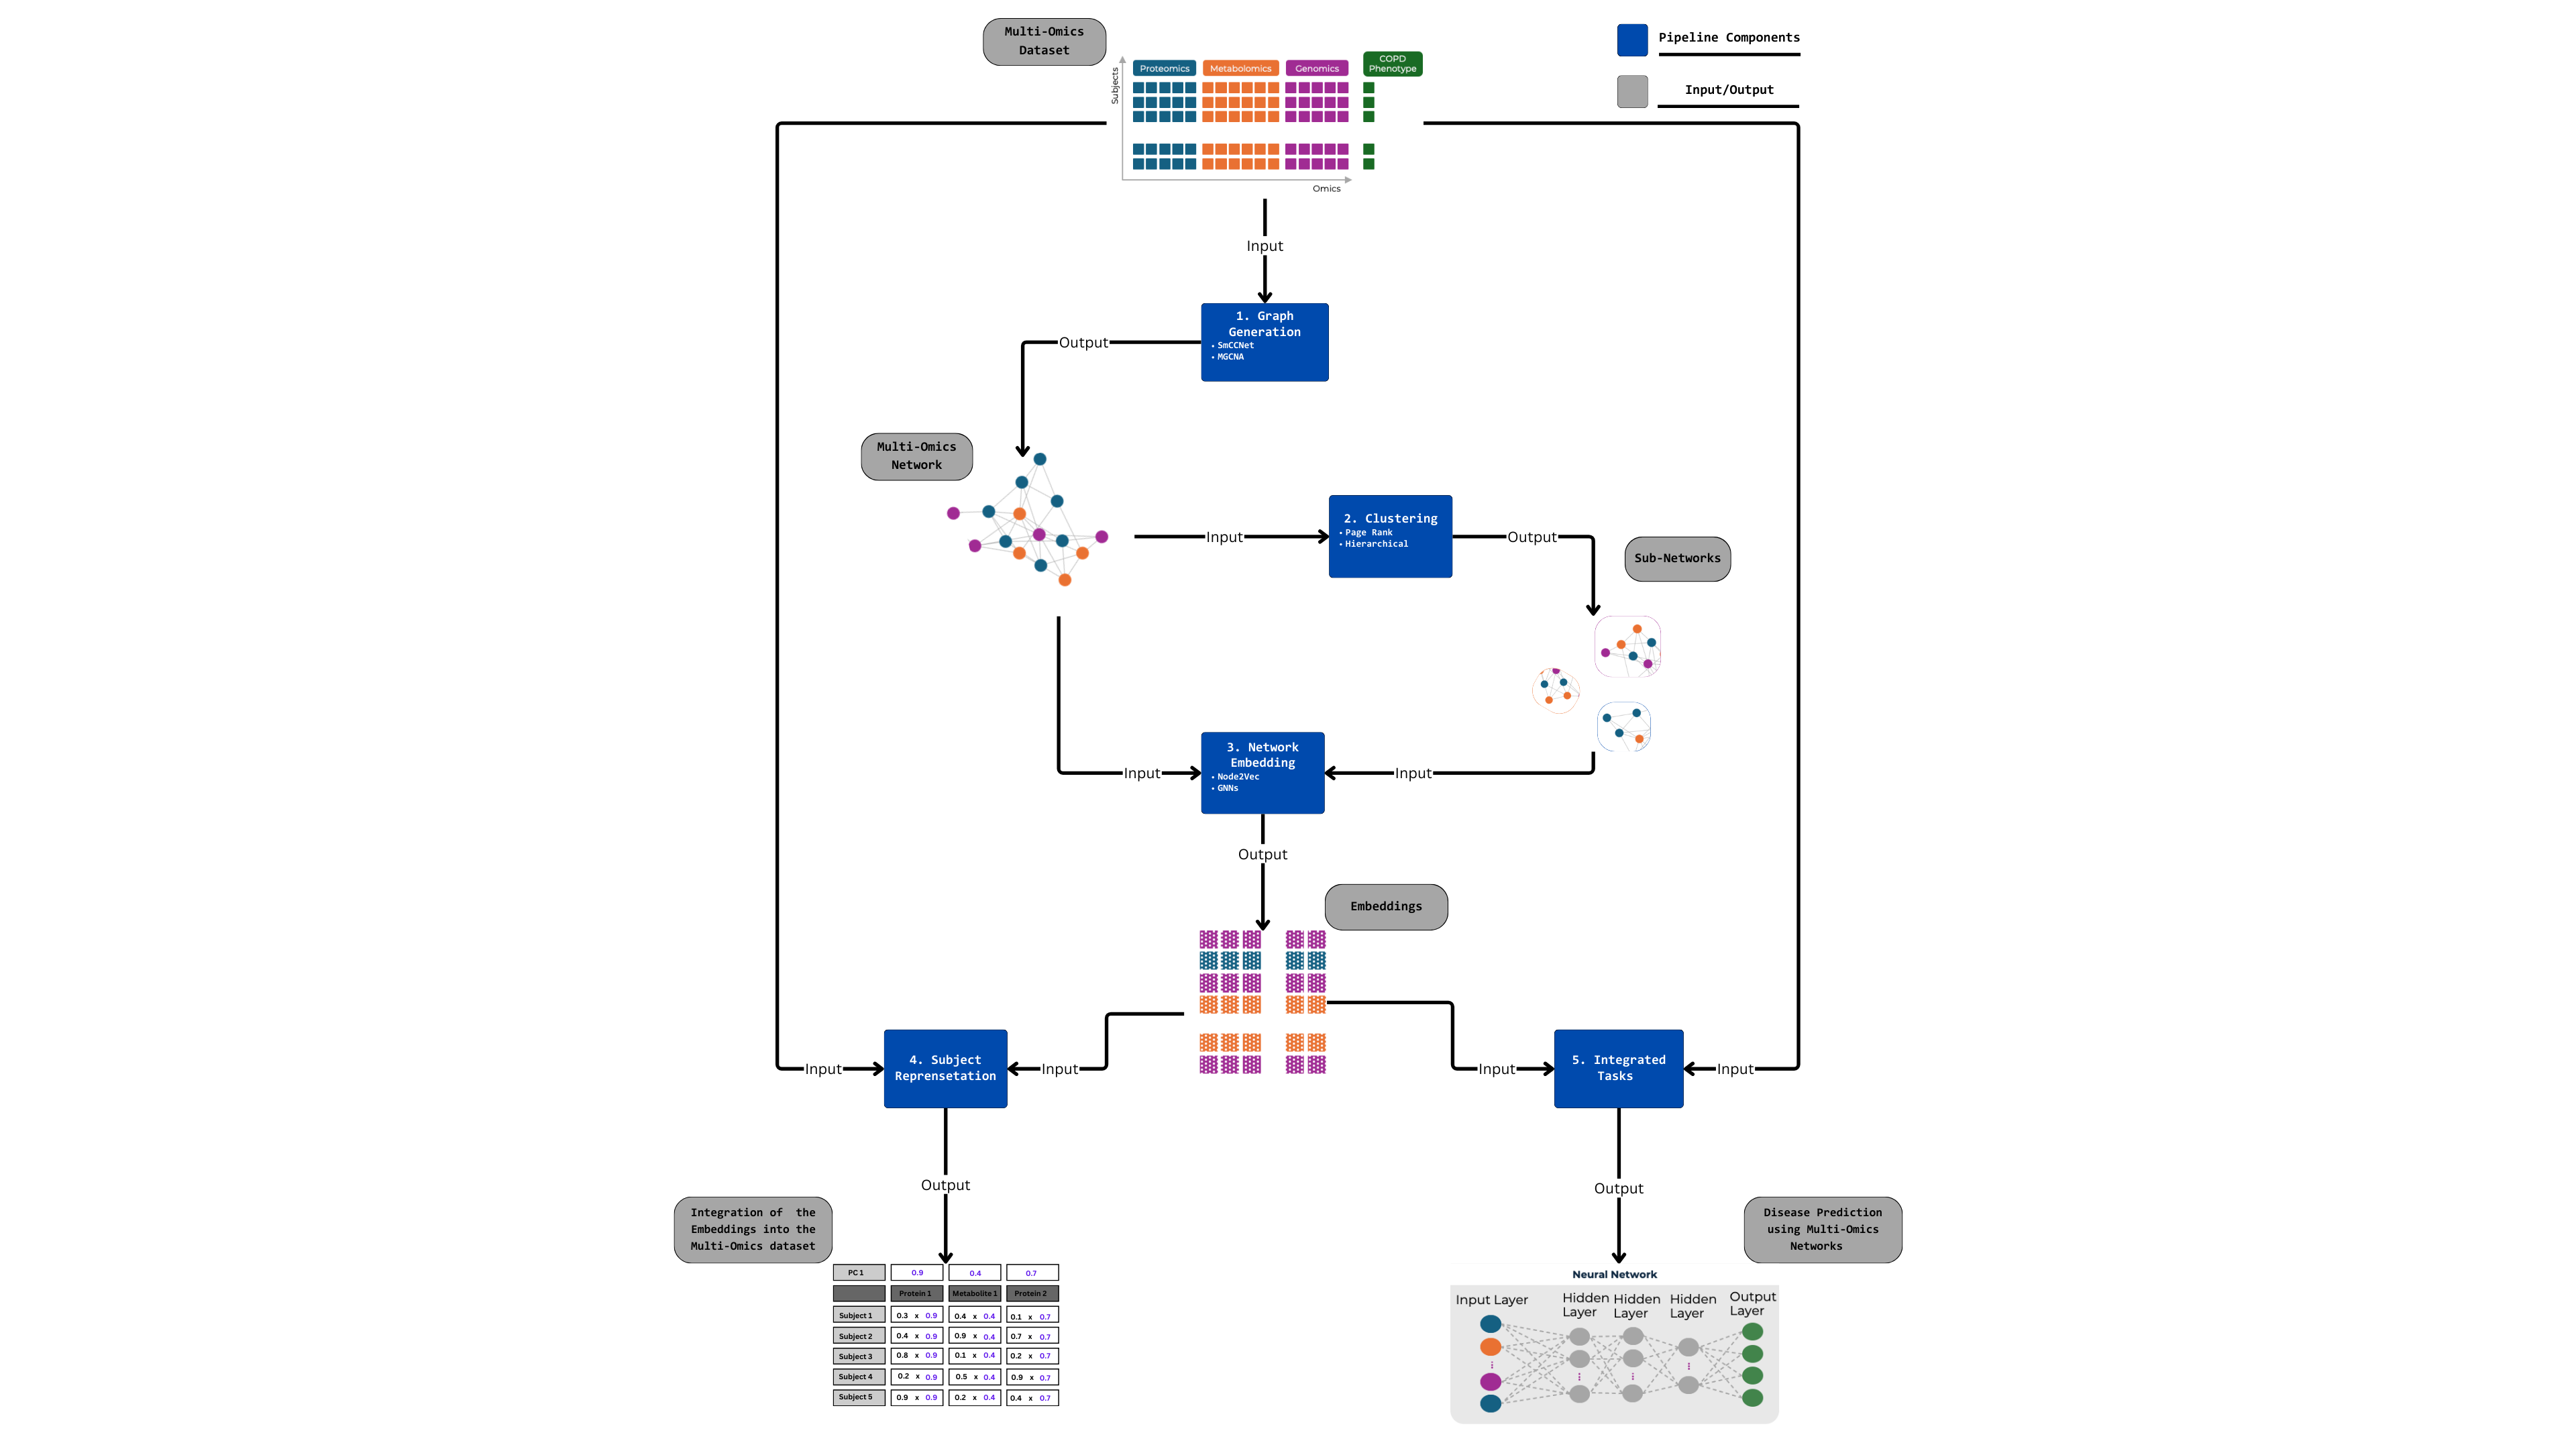 Multi-Omics
Dataset
Subjects
Proteomics
Metabolomics
Genomics
COPD
Phenotype
Omics
Pipeline Components
Input/Output
Input
1. Graph
Generation
• SmCCNet
• MGCNA
Output
Multi-Omics
Network
Input
2. Clustering
• Page Rank
• Hierarchical
Output
Sub-Networks
Input
3. Network
Embedding
• Node2Vec
• GNNs
Input
Output
Embeddings
Input
4. Subject
Reprensetation
Input
Input
5. Integrated
Tasks
Input
Output
Output
Integration of the
Embeddings into the
Multi-Omics dataset
PC 1 0.9 0.4 0.7
Protein 1 Metabolite 1 Protein 2
Subject 1 0.3 x 0.9 0.4 x 0.4 0.1 x 0.7
Subject 2 0.4 x 0.9 0.9 x 0.4 0.7 x 0.7
Subject 3 0.8 x 0.9 0.1 x 0.4 0.2 x 0.7
Subject 4 0.2 x 0.9 0.5 x 0.4 0.9 x 0.7
Subject 5 0.9 x 0.9 0.2 x 0.4 0.4 x 0.7
Disease Prediction
using Multi-Omics
Networks
Neural Network
Input Layer
Hidden
Layer
Hidden
Layer
Hidden
Layer
Output
Layer